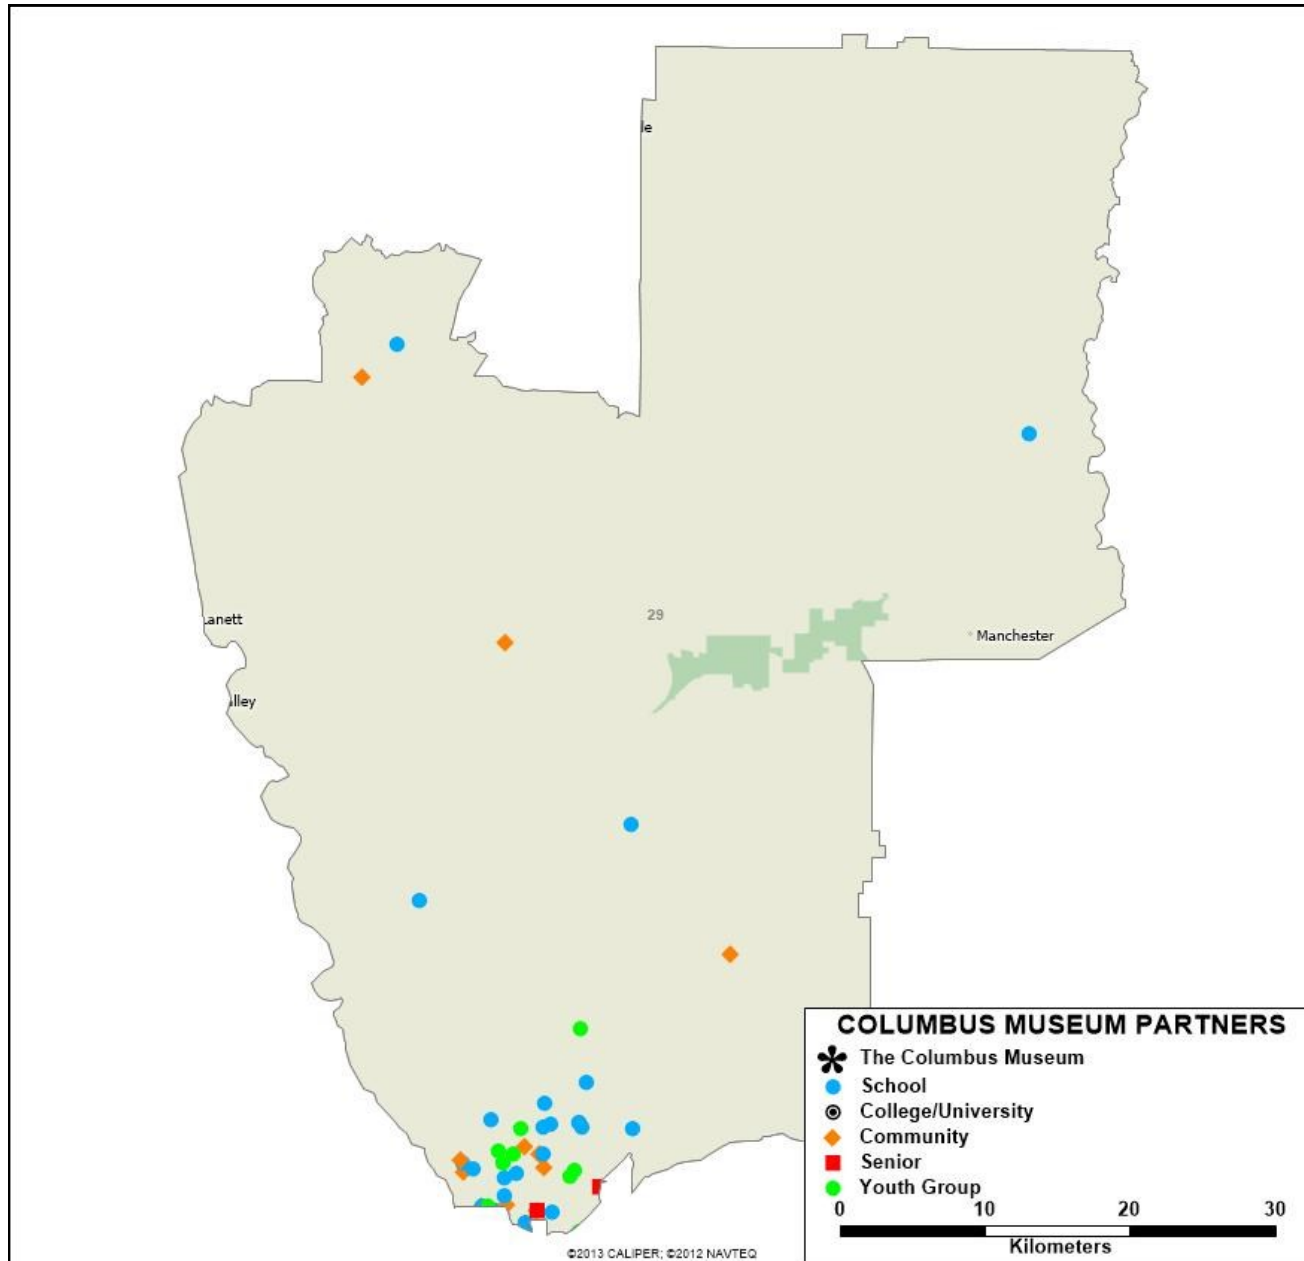 le
Lanett
29
Manchester
lley
COLUMBUS MUSEUM PARTNERS
The Columbus Museum
School
College/University
Community
Senior
Youth Group
0 10 20 30
Kilometers
©2013 CALIPER; ©2012 NAVTEQ